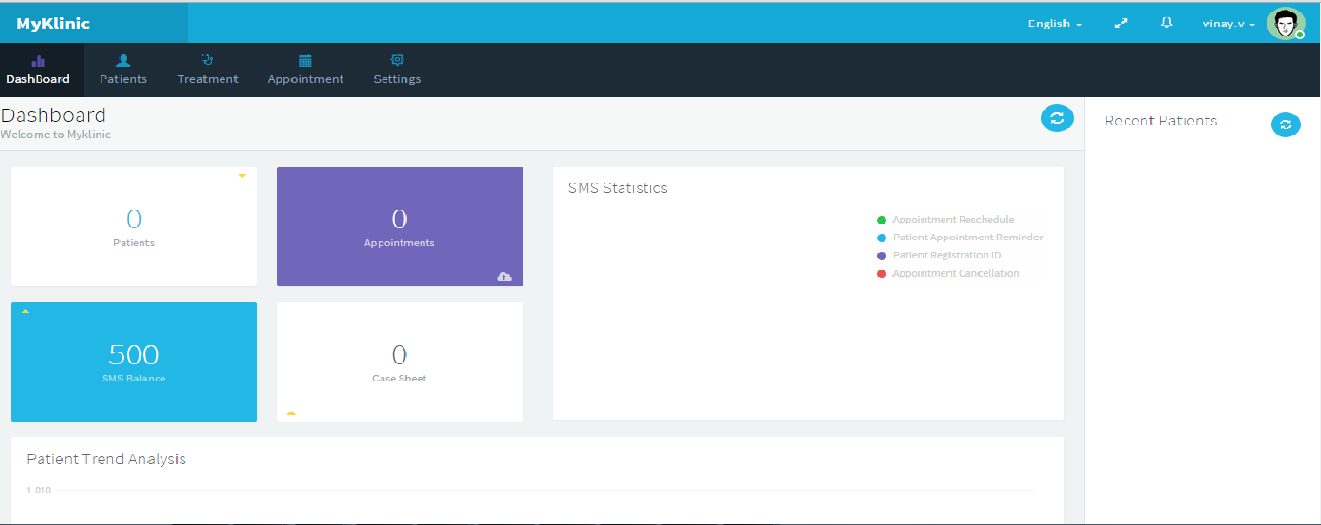 MyKlinic
English
vinay.v
DashBoard
Patients
Treatment
Appointment
Settings
Dashboard
Welcome to Myklinic
Recent Patients
0
Patients
0
Appointments
SMS Statistics
Appointment Reschedule
Patient Appointment Reminder
Patient Registration ID
Appointment Cancellation
500
SMS Balance
0
Case Sheet
Patient Trend Analysis
1 010